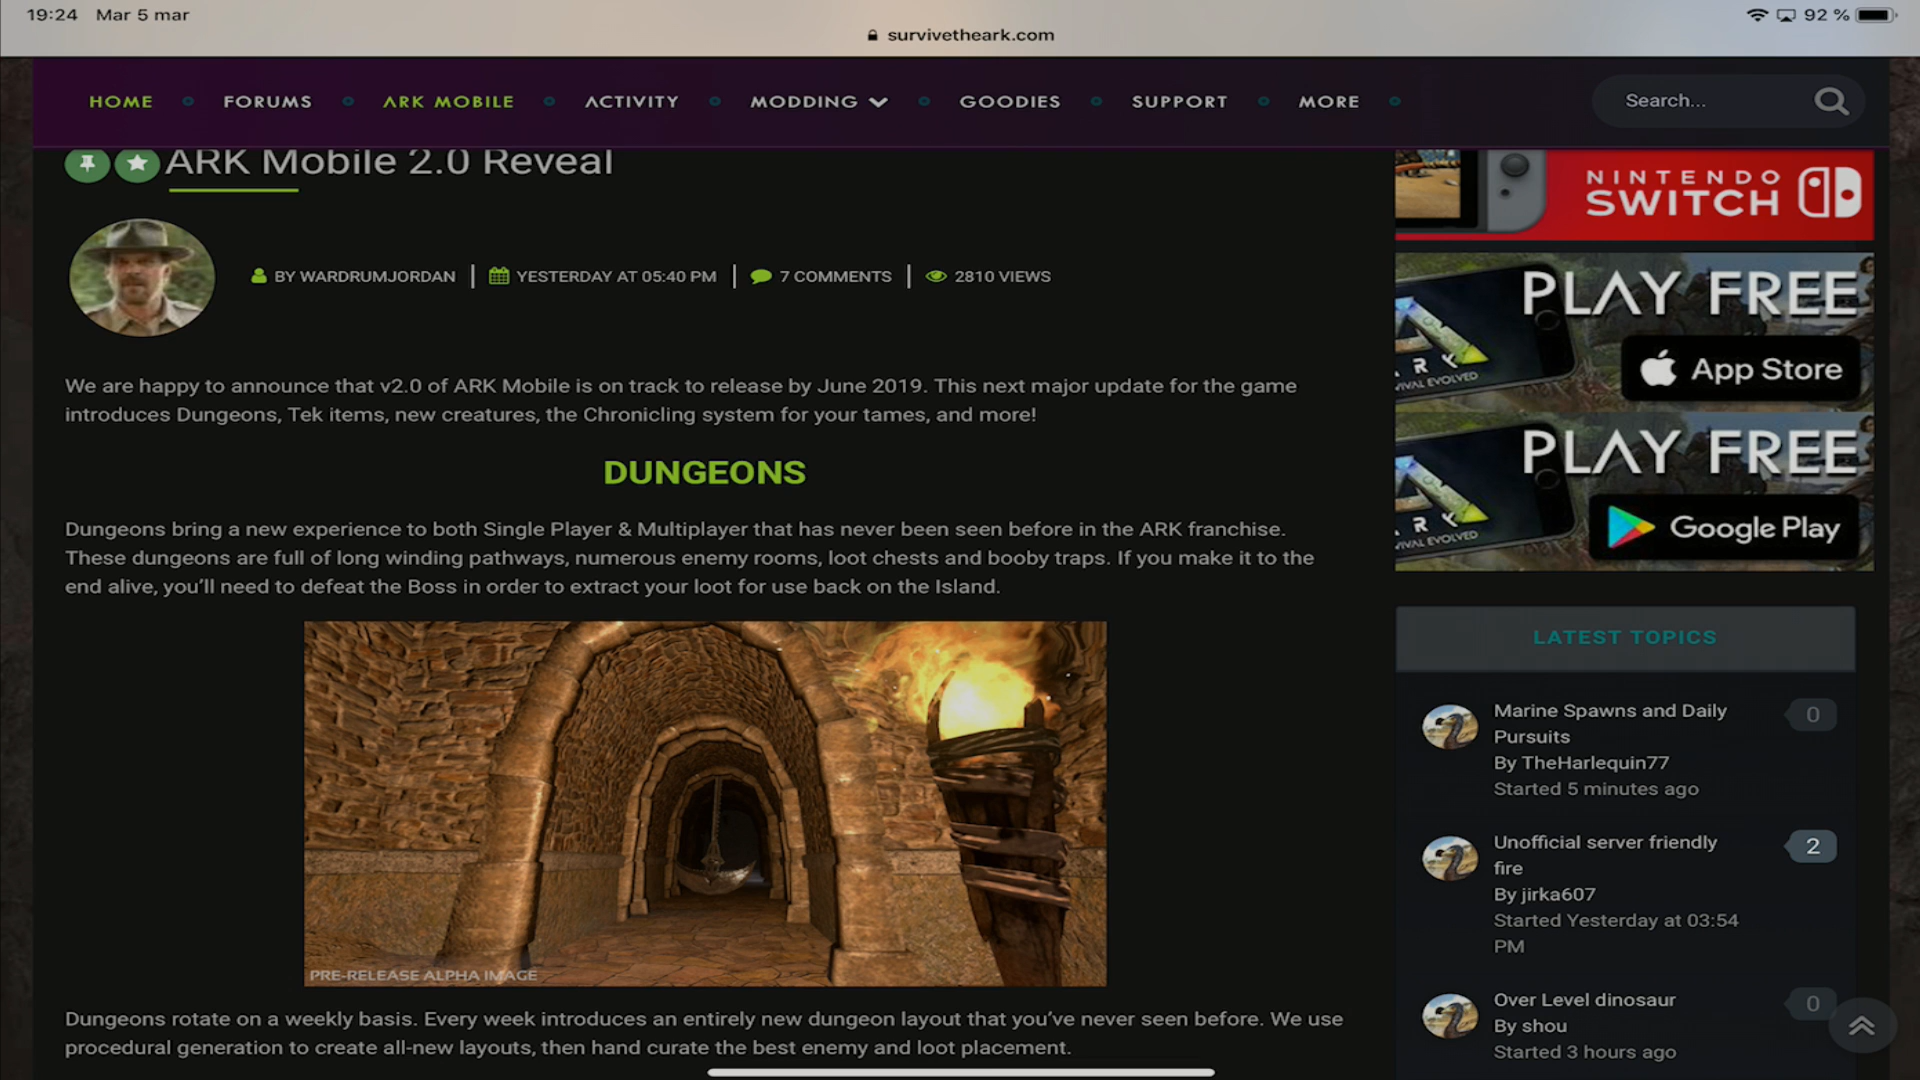 19:24 Mar 5 mar
92 %
survivetheark.com
HOME FORUMS ARK MOBILE ACTIVITY MODDING GOODIES SUPPORT MORE
Search...
ARK Mobile 2.0 Reveal
BY WARDRUMJORDAN | YESTERDAY AT 05:40 PM | 7 COMMENTS | 2810 VIEWS
We are happy to announce that v2.0 of ARK Mobile is on track to release by June 2019. This next major update for the game
introduces Dungeons, Tek items, new creatures, the Chronicling system for your tames, and more!
DUNGEONS
Dungeons bring a new experience to both Single Player & Multiplayer that has never been seen before in the ARK franchise.
These dungeons are full of long winding pathways, numerous enemy rooms, loot chests and booby traps. If you make it to the
end alive, you’ll need to defeat the Boss in order to extract your loot for use back on the Island.
PRE-RELEASE ALPHA IMAGE
Dungeons rotate on a weekly basis. Every week introduces an entirely new dungeon layout that you’ve never seen before. We use
procedural generation to create all-new layouts, then hand curate the best enemy and loot placement.
NINTENDO
SWITCH
PLAY FREE
ARK
VIVAL EVOLVED
App Store
PLAY FREE
ARK
VIVAL EVOLVED
Google Play
LATEST TOPICS
Marine Spawns and Daily
Pursuits
By TheHarlequin77
Started 5 minutes ago
0
Unofficial server friendly
fire
By jirka607
Started Yesterday at 03:54
PM
2
Over Level dinosaur
By shou
Started 3 hours ago
0